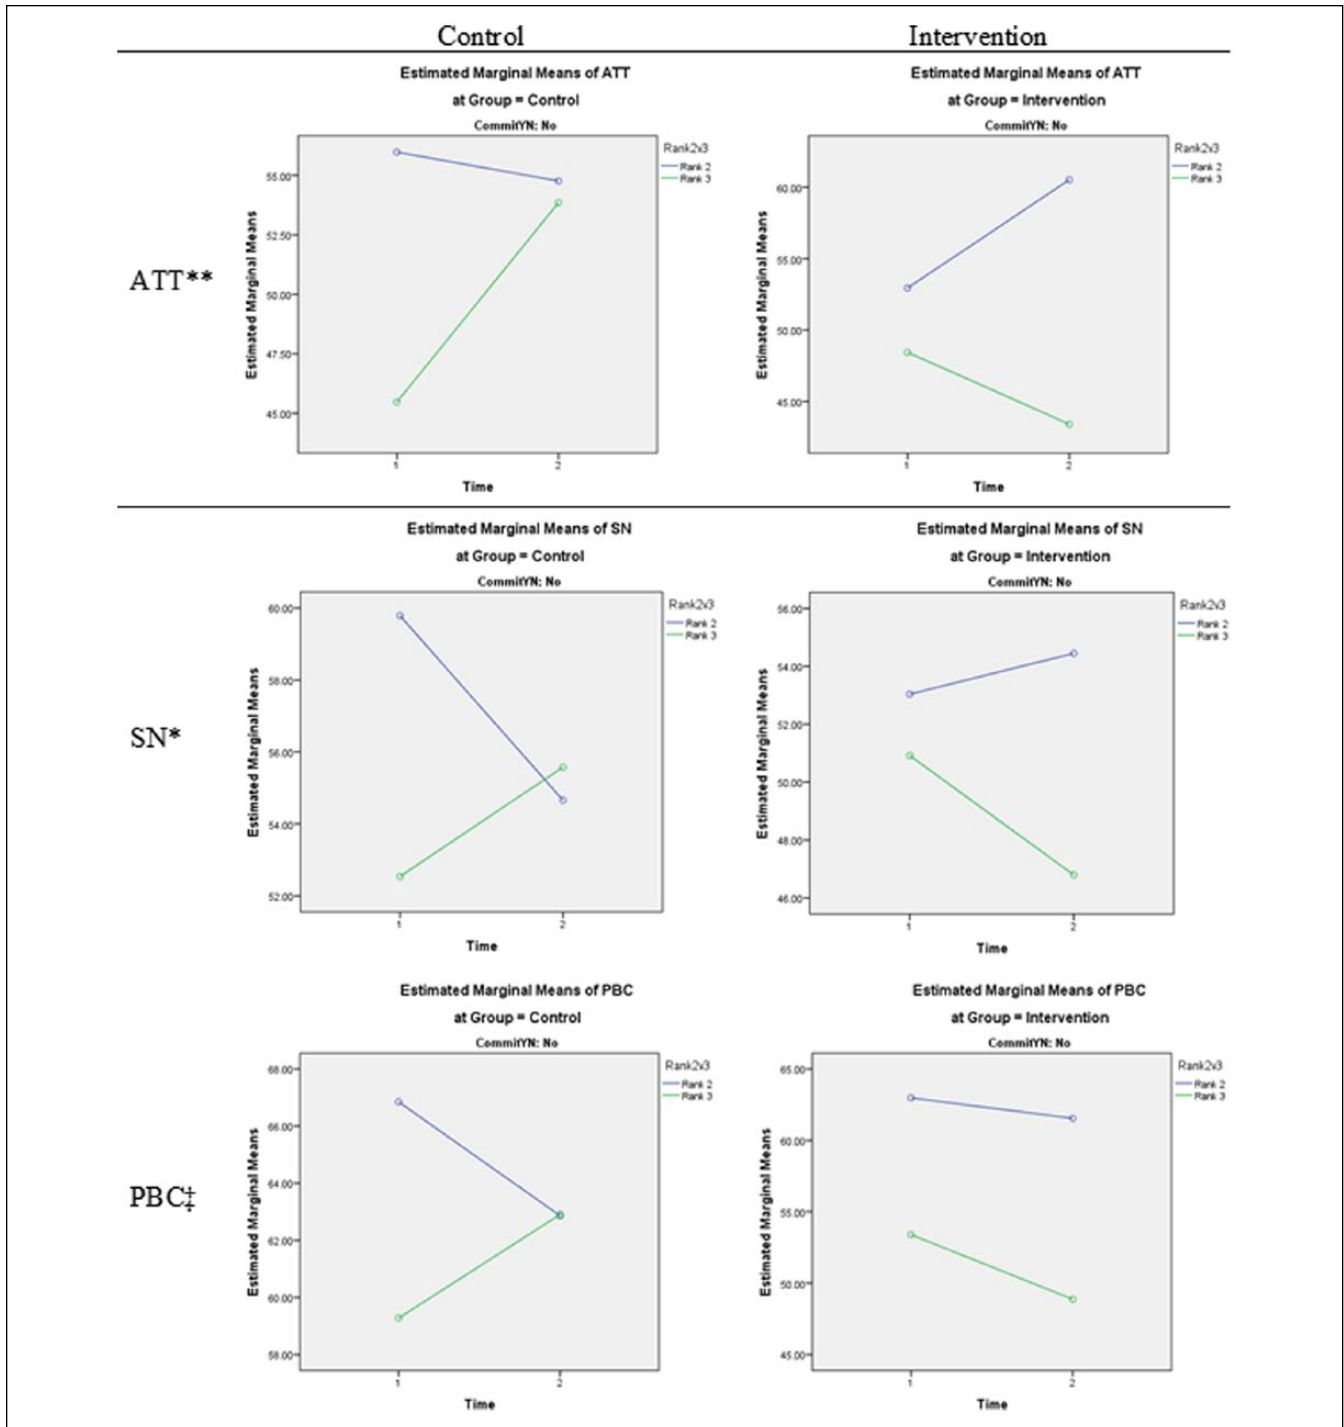 Control Intervention
Estimated Marginal Means of ATT
at Group = Control
CommitYN: No
Rank2v3
Rank 2
Rank 3
55.00
52.50
50.00
47.50
45.00
Estimated Marginal Means
1 2
Time
Estimated Marginal Means of ATT
at Group = Intervention
CommitYN: No
Rank2v3
Rank 2
Rank 3
60.00
55.00
50.00
45.00
Estimated Marginal Means
1 2
Time
ATT**
Estimated Marginal Means of SN
at Group = Control
CommitYN: No
Rank2v3
Rank 2
Rank 3
60.00
58.00
56.00
54.00
52.00
Estimated Marginal Means
1 2
Time
Estimated Marginal Means of SN
at Group = Intervention
CommitYN: No
Rank2v3
Rank 2
Rank 3
56.00
54.00
52.00
50.00
48.00
46.00
Estimated Marginal Means
1 2
Time
SN*
Estimated Marginal Means of PBC
at Group = Control
CommitYN: No
Rank2v3
Rank 2
Rank 3
68.00
66.00
64.00
62.00
60.00
58.00
Estimated Marginal Means
1 2
Time
Estimated Marginal Means of PBC
at Group = Intervention
CommitYN: No
Rank2v3
Rank 2
Rank 3
65.00
60.00
55.00
50.00
45.00
Estimated Marginal Means
1 2
Time
PBC‡